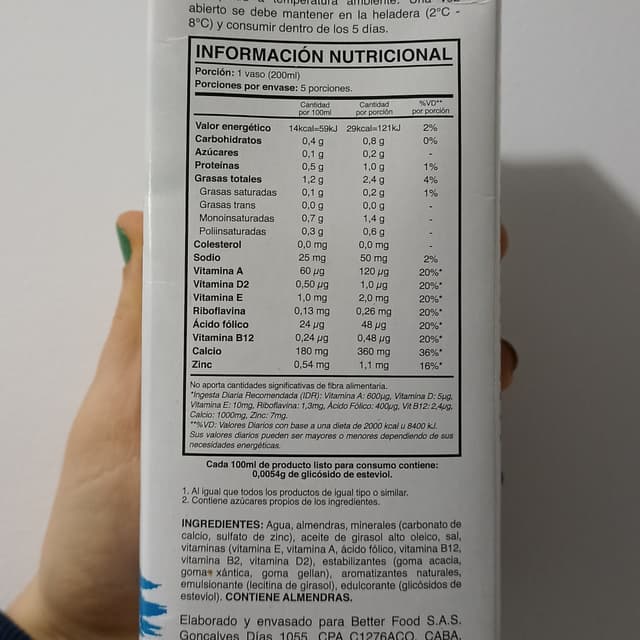 a temperatura ambiente. Una vez
abierto se debe mantener en la heladera (2°C -
8°C) y consumir dentro de los 5 días.
INFORMACIÓN NUTRICIONAL
Porción: 1 vaso (200ml)
Porciones por envase: 5 porciones.
Cantidad por 100ml Cantidad por porción %VD** por porción
Valor energético 14kcal=59kJ 29kcal=121kJ 2%
Carbohidratos 0,4 g 0,8 g 0%
Azúcares 0,1 g 0,2 g -
Proteínas 0,5 g 1,0 g 1%
Grasas totales 1,2 g 2,4 g 4%
Grasas saturadas 0,1 g 0,2 g 1%
Grasas trans 0,0 g 0,0 g -
Monoinsaturadas 0,7 g 1,4 g -
Poliinsaturadas 0,3 g 0,6 g -
Colesterol 0,0 mg 0,0 mg -
Sodio 25 mg 50 mg 2%
Vitamina A 60 µg 120 µg 20%*
Vitamina D2 0,50 µg 1,0 µg 20%*
Vitamina E 1,0 mg 2,0 mg 20%*
Riboflavina 0,13 mg 0,26 mg 20%*
Ácido fólico 24 µg 48 µg 20%*
Vitamina B12 0,24 µg 0,48 µg 20%*
Calcio 180 mg 360 mg 36%*
Zinc 0,54 mg 1,1 mg 16%*
No aporta cantidades significativas de fibra alimentaria.
*Ingesta Diaria Recomendada (IDR): Vitamina A: 600µg, Vitamina D: 5µg,
Vitamina E: 10mg, Riboflavina: 1,3mg, Ácido Fólico: 400µg, Vit B12: 2,4µg,
Calcio: 1000mg, Zinc: 7mg.
**%VD: Valores Diarios con base a una dieta de 2000 kcal u 8400 kJ.
Sus valores diarios pueden ser mayores o menores dependiendo de sus
necesidades energéticas.
Cada 100ml de producto listo para consumo contiene:
0,0054g de glicósido de esteviol.
1. Al igual que todos los productos de igual tipo o similar.
2. Contiene azúcares propios de los ingredientes.
INGREDIENTES: Agua, almendras, minerales (carbonato de
calcio, sulfato de zinc), aceite de girasol alto oleico, sal,
vitaminas (vitamina E, vitamina A, ácido fólico, vitamina B12,
vitamina B2, vitamina D2), estabilizantes (goma acacia,
goma xántica, goma gellan), aromatizantes naturales,
emulsionante (lecitina de girasol), edulcorante (glicósidos de
esteviol). CONTIENE ALMENDRAS.
Elaborado y envasado para Better Food S.A.S.
Gonçalves Días 1055, CPA C1276ACO, CABA,